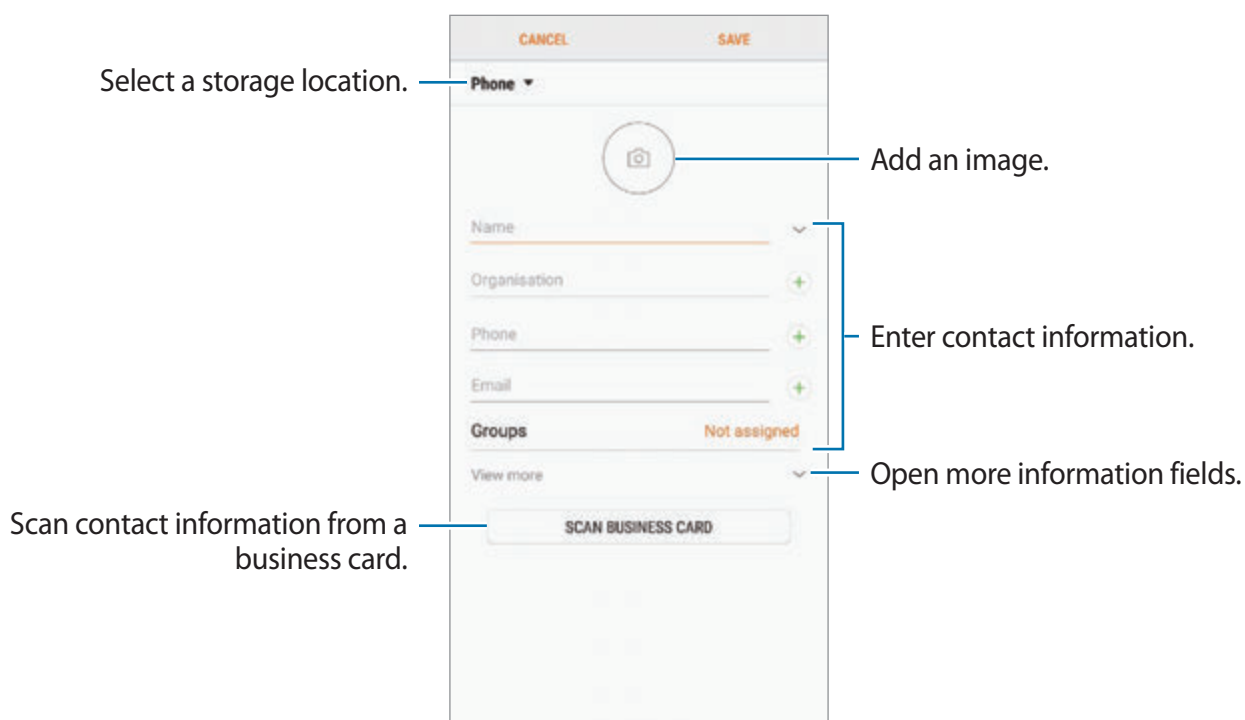 CANCEL SAVE
Select a storage location.
Phone
Add an image.
Name
Organisation
Phone
Enter contact information.
Email
Groups Not assigned
View more
Open more information fields.
Scan contact information from a
business card.
SCAN BUSINESS CARD